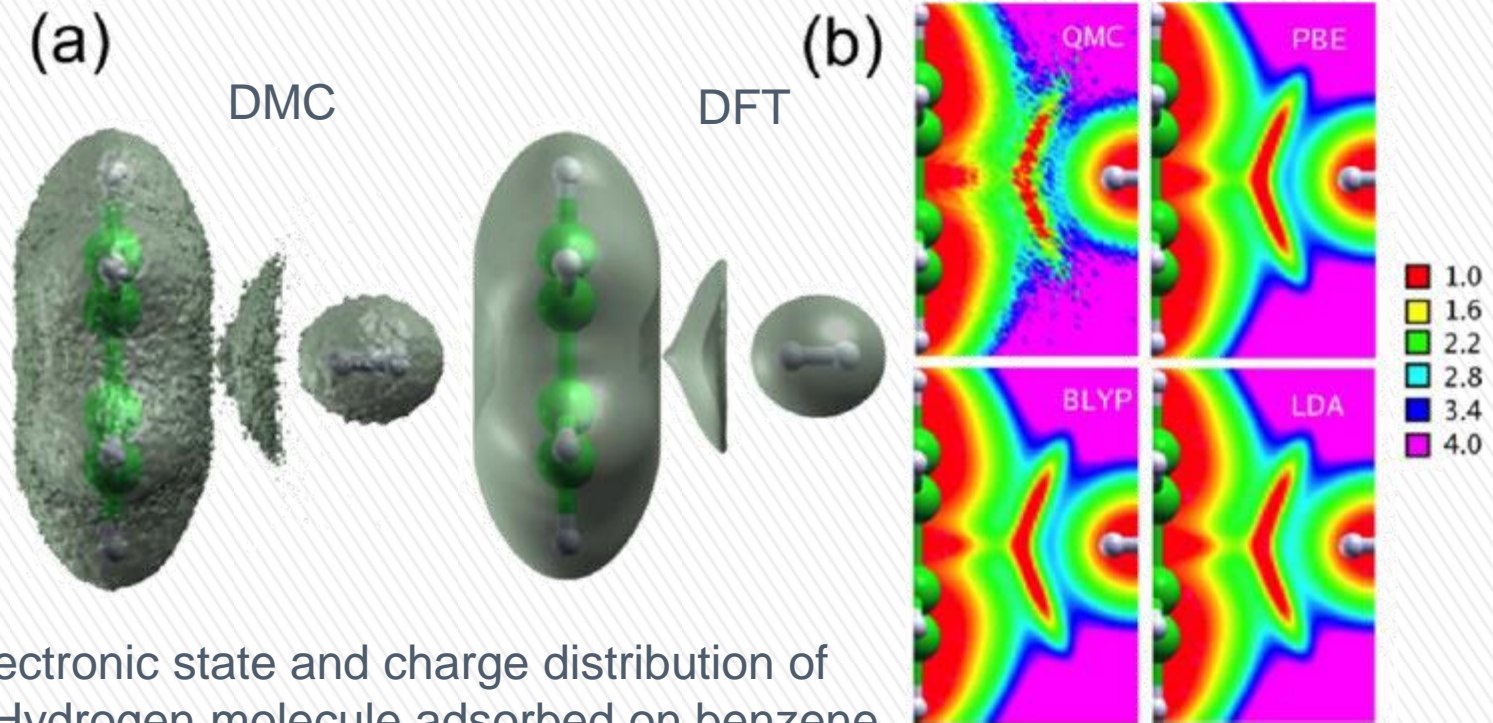 (a)
DMC
DFT
(b)
QMC
PBE
BLYP
LDA
1.0
1.6
2.2
2.8
3.4
4.0
ectronic state and charge distribution of
Hydrogen molecule adsorbed on benzene